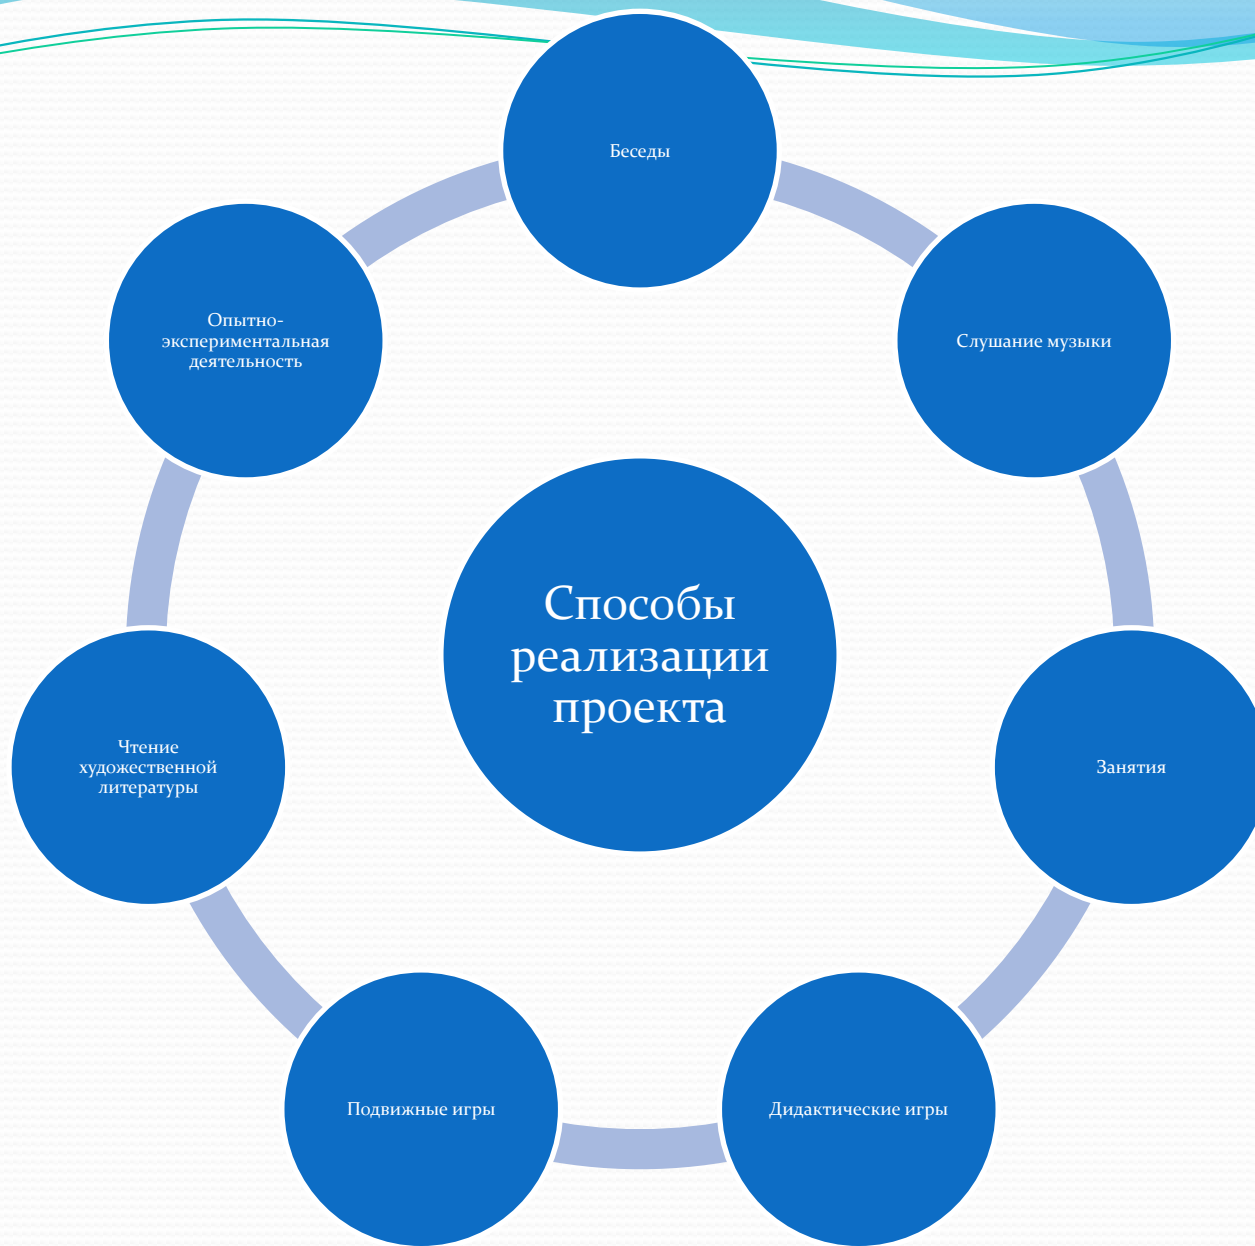 Беседы
Слушание музыки
Занятия
Дидактические игры
Подвижные игры
Чтение
художественной
литературы
Опытно-
экспериментальная
деятельность
Способы
реализации
проекта